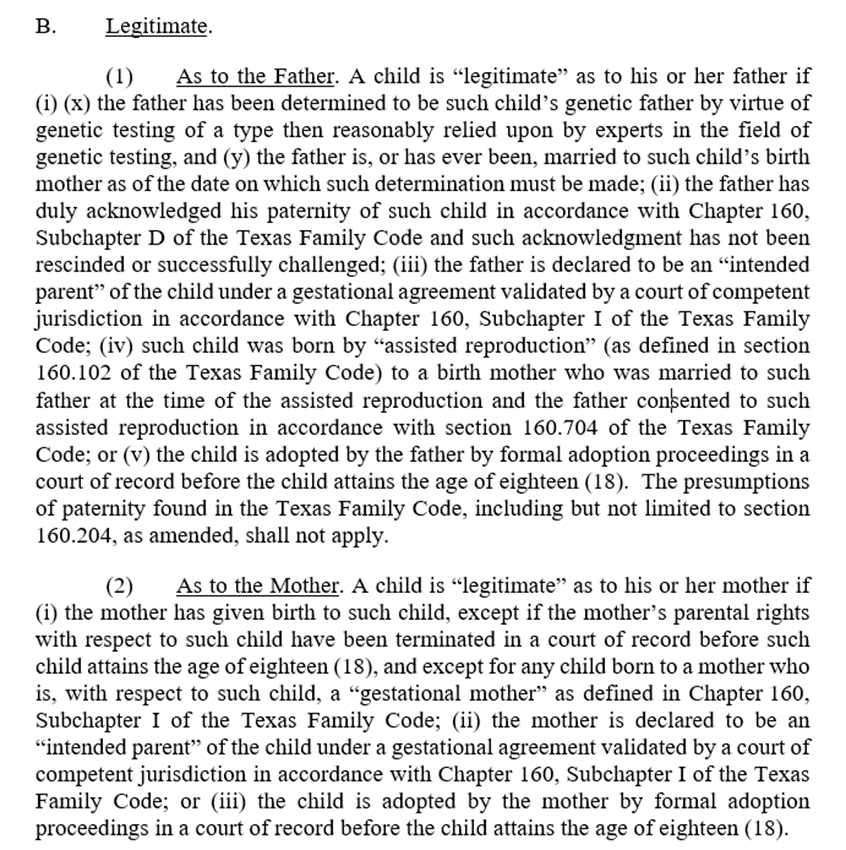 B. Legitimate.
(1) As to the Father. A child is “legitimate” as to his or her father if
(i) (x) the father has been determined to be such child’s genetic father by virtue of
genetic testing of a type then reasonably relied upon by experts in the field of
genetic testing, and (y) the father is, or has ever been, married to such child’s birth
mother as of the date on which such determination must be made; (ii) the father has
duly acknowledged his paternity of such child in accordance with Chapter 160,
Subchapter D of the Texas Family Code and such acknowledgment has not been
rescinded or successfully challenged; (iii) the father is declared to be an “intended
parent” of the child under a gestational agreement validated by a court of competent
jurisdiction in accordance with Chapter 160, Subchapter I of the Texas Family
Code; (iv) such child was born by “assisted reproduction” (as defined in section
160.102 of the Texas Family Code) to a birth mother who was married to such
father at the time of the assisted reproduction and the father consented to such
assisted reproduction in accordance with section 160.704 of the Texas Family
Code; or (v) the child is adopted by the father by formal adoption proceedings in a
court of record before the child attains the age of eighteen (18). The presumptions
of paternity found in the Texas Family Code, including but not limited to section
160.204, as amended, shall not apply.
(2) As to the Mother. A child is “legitimate” as to his or her mother if
(i) the mother has given birth to such child, except if the mother’s parental rights
with respect to such child have been terminated in a court of record before such
child attains the age of eighteen (18), and except for any child born to a mother who
is, with respect to such child, a “gestational mother” as defined in Chapter 160,
Subchapter I of the Texas Family Code; (ii) the mother is declared to be an
“intended parent” of the child under a gestational agreement validated by a court of
competent jurisdiction in accordance with Chapter 160, Subchapter I of the Texas
Family Code; or (iii) the child is adopted by the mother by formal adoption
proceedings in a court of record before the child attains the age of eighteen (18).